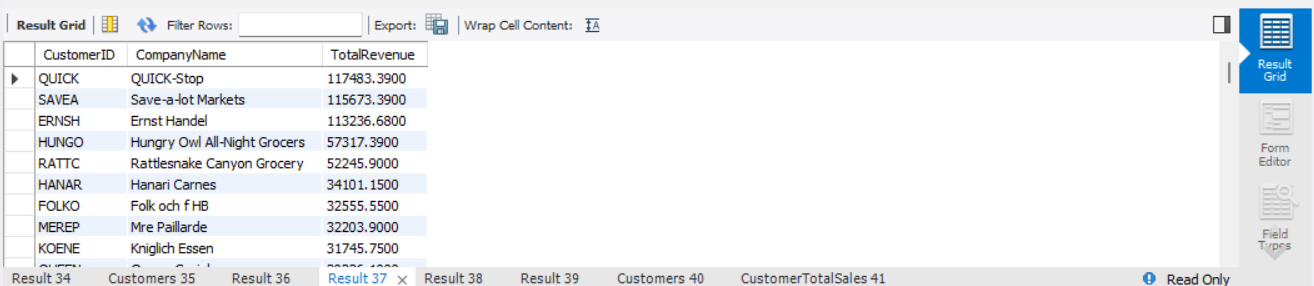 Result Grid Filter Rows: Export: Wrap Cell Content:
CustomerID CompanyName TotalRevenue
QUICK QUICK-Stop 117483.3900
SAVEA Save-a-lot Markets 115673.3900
ERNSH Ernst Handel 113236.6800
HUNGO Hungry Owl All-Night Grocers 57317.3900
RATTC Rattlesnake Canyon Grocery 52245.9000
HANAR Hanari Carnes 34101.1500
FOLKO Folk och f HB 32555.5500
MEREP Mre Paillarde 32203.9000
KOENE Kniglich Essen 31745.7500
Result 34 Customers 35 Result 36 Result 37 Result 38 Result 39 Customers 40 CustomerTotalSales 41 Read Only
Result
Grid
Form
Editor
Field
Types